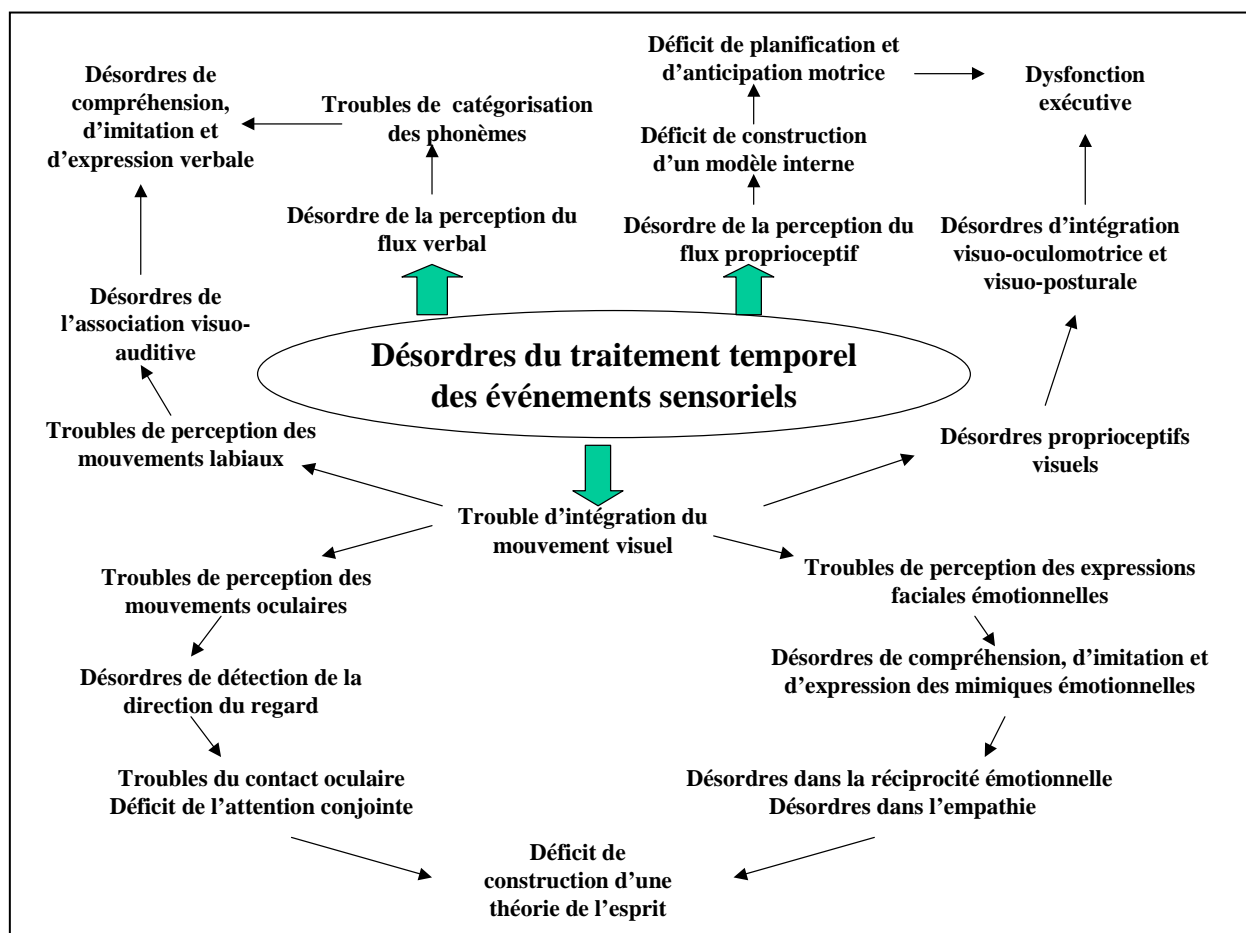 Déficit de planification et
d’anticipation motrice
Désordres de
compréhension,
d’imitation et
d’expression verbale
Troubles de catégorisation
des phonèmes
Dysfonction
exécutive
Déficit de construction
d’un modèle interne
Désordre de la perception du
flux verbal
Désordre de la perception du
flux proprioceptif
Désordres d’intégration
visuo-oculomotrice et
visuo-posturale
Désordres de
l’association visuo-
auditive
Désordres du traitement temporel
des événements sensoriels
Troubles de perception des
mouvements labiaux
Désordres proprioceptifs
visuels
Trouble d’intégration du
mouvement visuel
Troubles de perception des
mouvements oculaires
Troubles de perception des expressions
faciales émotionnelles
Désordres de détection de la
direction du regard
Désordres de compréhension, d’imitation et
d’expression des mimiques émotionnelles
Troubles du contact oculaire
Déficit de l’attention conjointe
Désordres dans la réciprocité émotionnelle
Désordres dans l’empathie
Déficit de
construction d’une
théorie de l’esprit